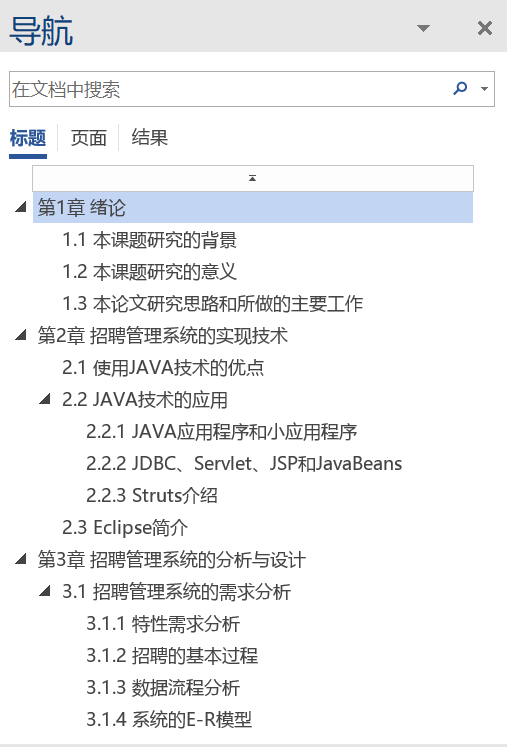 导航
在文档中搜索
标题 页面 结果
第1章 绪论
1.1 本课题研究的背景
1.2 本课题研究的意义
1.3 本论文研究思路和所做的主要工作
第2章 招聘管理系统的实现技术
2.1 使用JAVA技术的优点
2.2 JAVA技术的应用
2.2.1 JAVA应用程序和小应用程序
2.2.2 JDBC、Servlet、JSP和JavaBeans
2.2.3 Struts介绍
2.3 Eclipse简介
第3章 招聘管理系统的分析与设计
3.1 招聘管理系统的需求分析
3.1.1 特性需求分析
3.1.2 招聘的基本过程
3.1.3 数据流程分析
3.1.4 系统的E-R模型